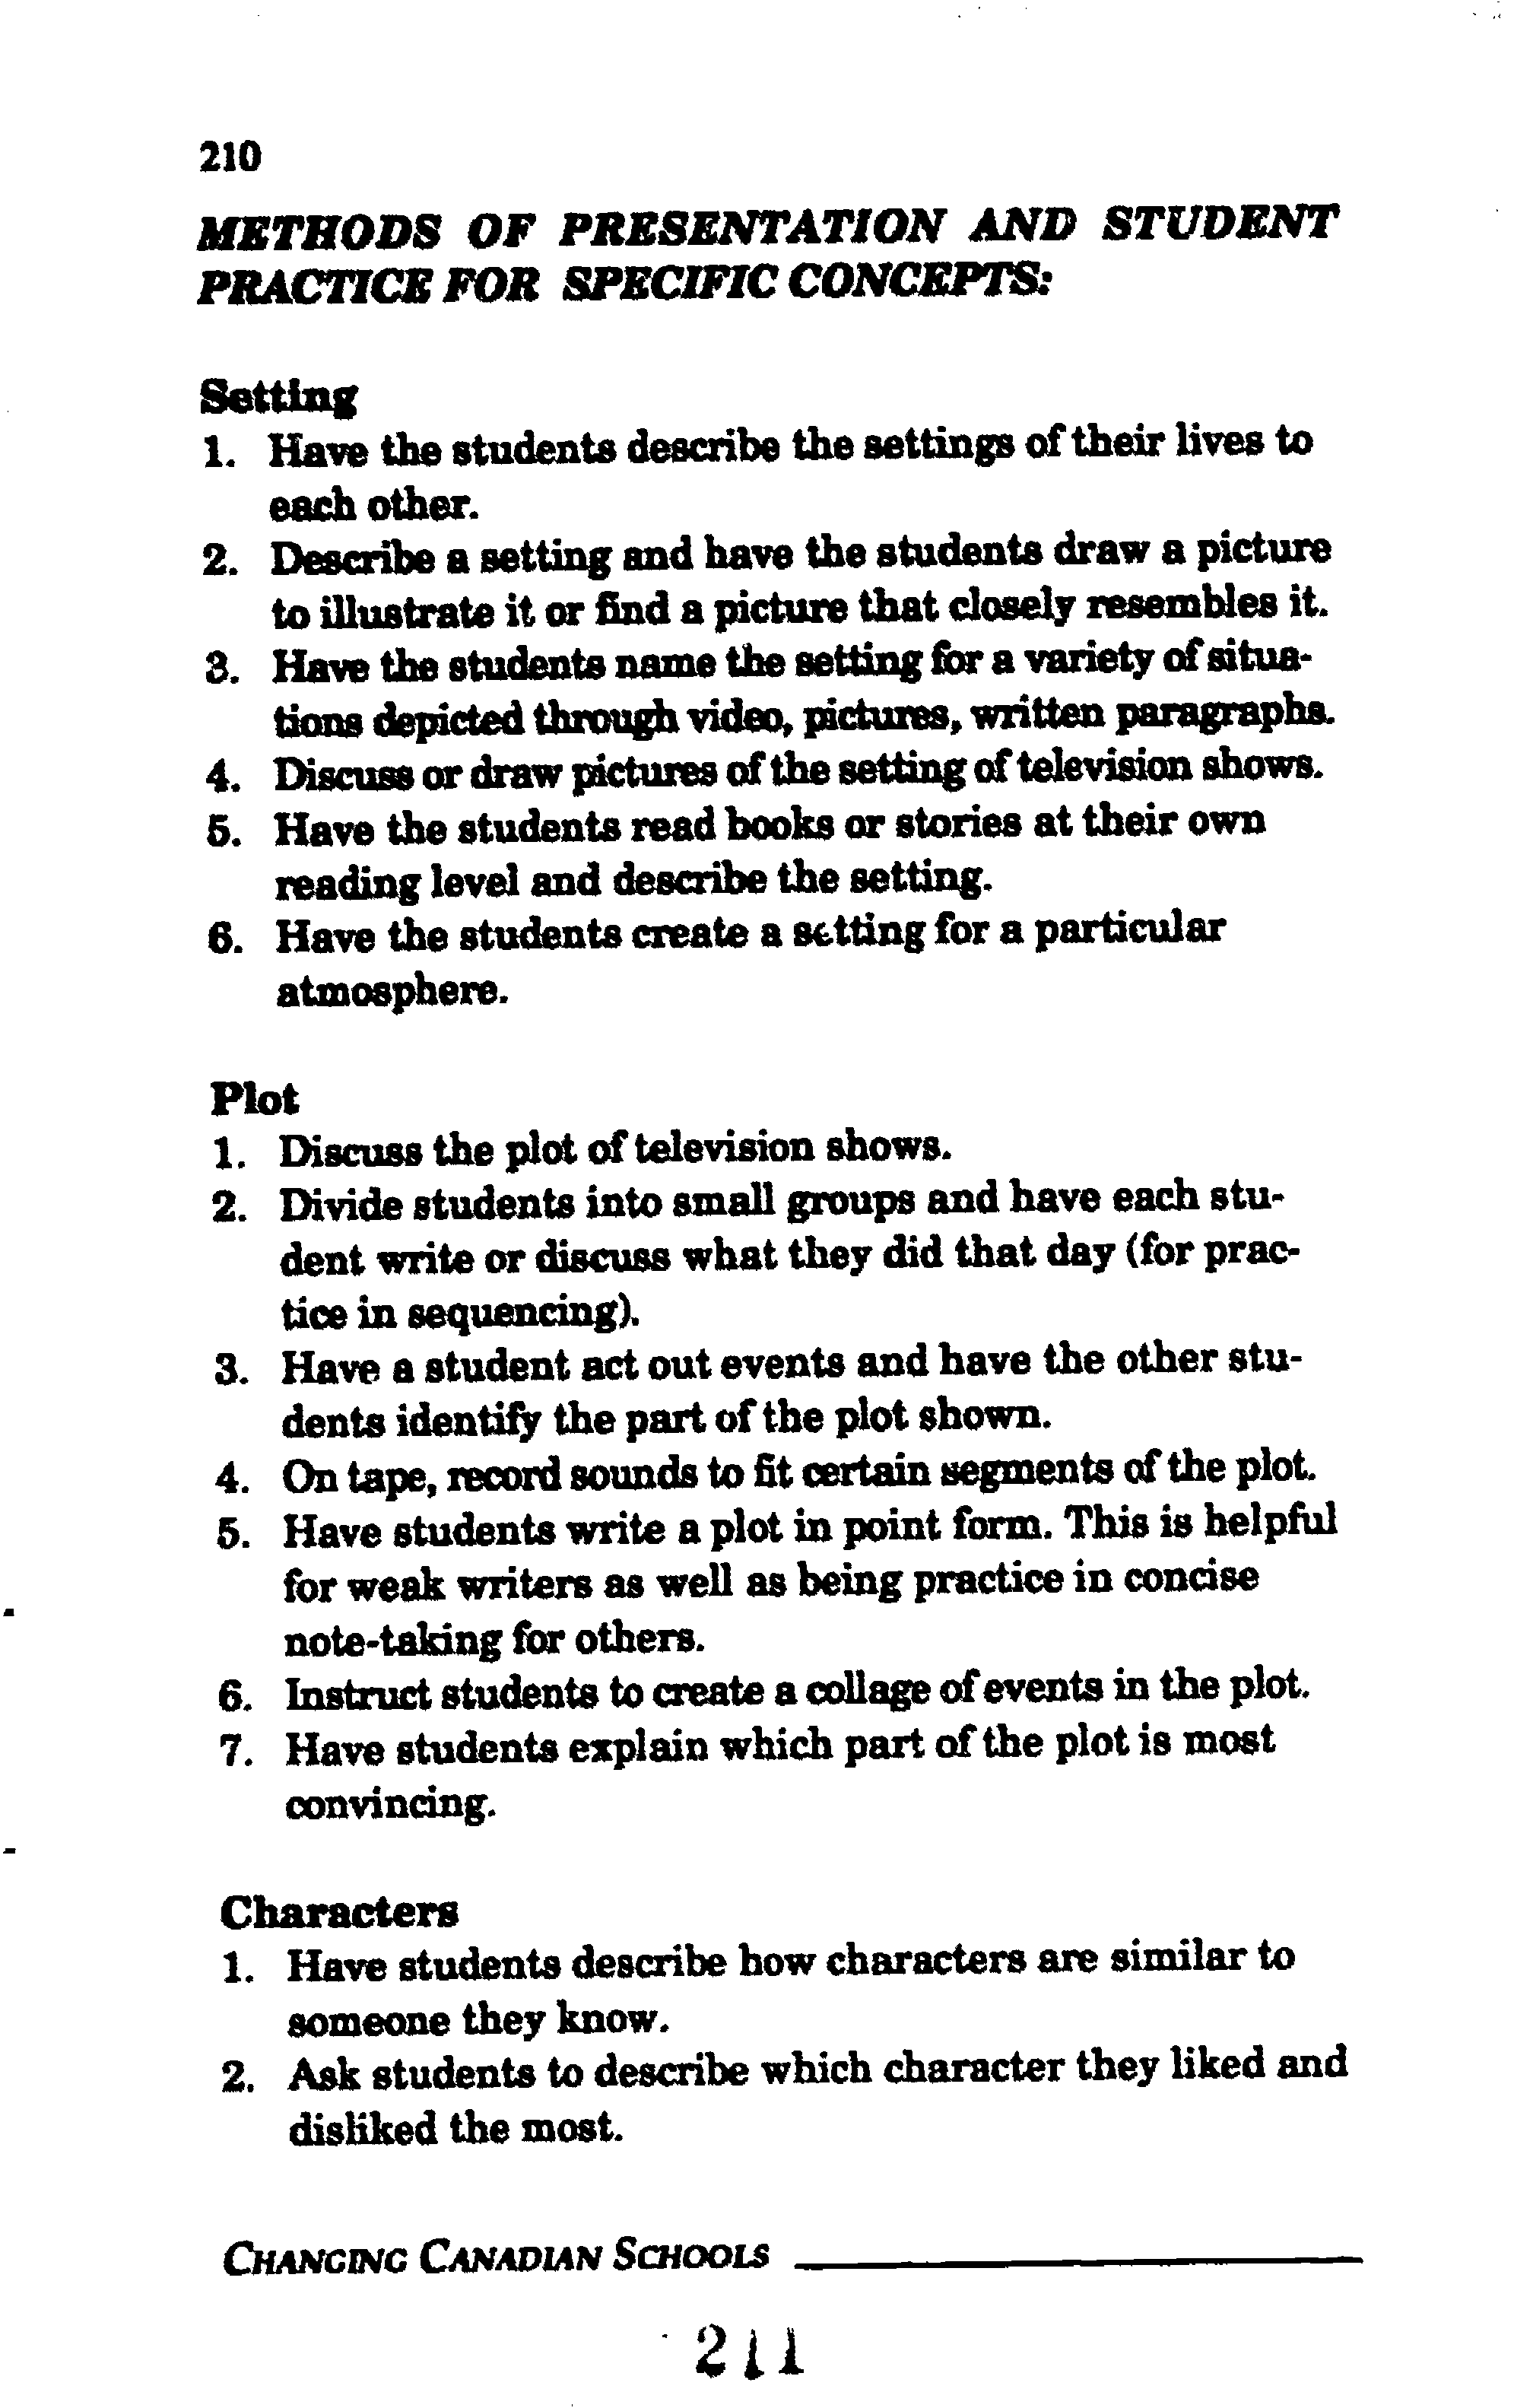 210
METHODS OF PRESENTATION AND STUDENT
PRACTICE FOR SPECIFIC CONCEPTS:
Setting
1. Have the students describe the settings of their lives to
each other.
2. Describe a setting and have the students draw a picture
to illustrate it or find a picture that closely resembles it.
3. Have the students name the setting for a variety of situa-
tions depicted through video, pictures, written paragraphs.
4. Discuss or draw pictures of the setting of television shows.
5. Have the students read books or stories at their own
reading level and describe the setting.
6. Have the students create a setting for a particular
atmosphere.
Plot
1. Discuss the plot of television shows.
2. Divide students into small groups and have each stu-
dent write or discuss what they did that day (for prac-
tice in sequencing).
3. Have a student act out events and have the other stu-
dents identify the part of the plot shown.
4. On tape, record sounds to fit certain segments of the plot.
5. Have students write a plot in point form. This is helpful
for weak writers as well as being practice in concise
note-taking for others.
6. Instruct students to create a collage of events in the plot.
7. Have students explain which part of the plot is most
convincing.
Characters
1. Have students describe how characters are similar to
someone they know.
2. Ask students to describe which character they liked and
disliked the most.
CHANGING CANADIAN SCHOOLS
211